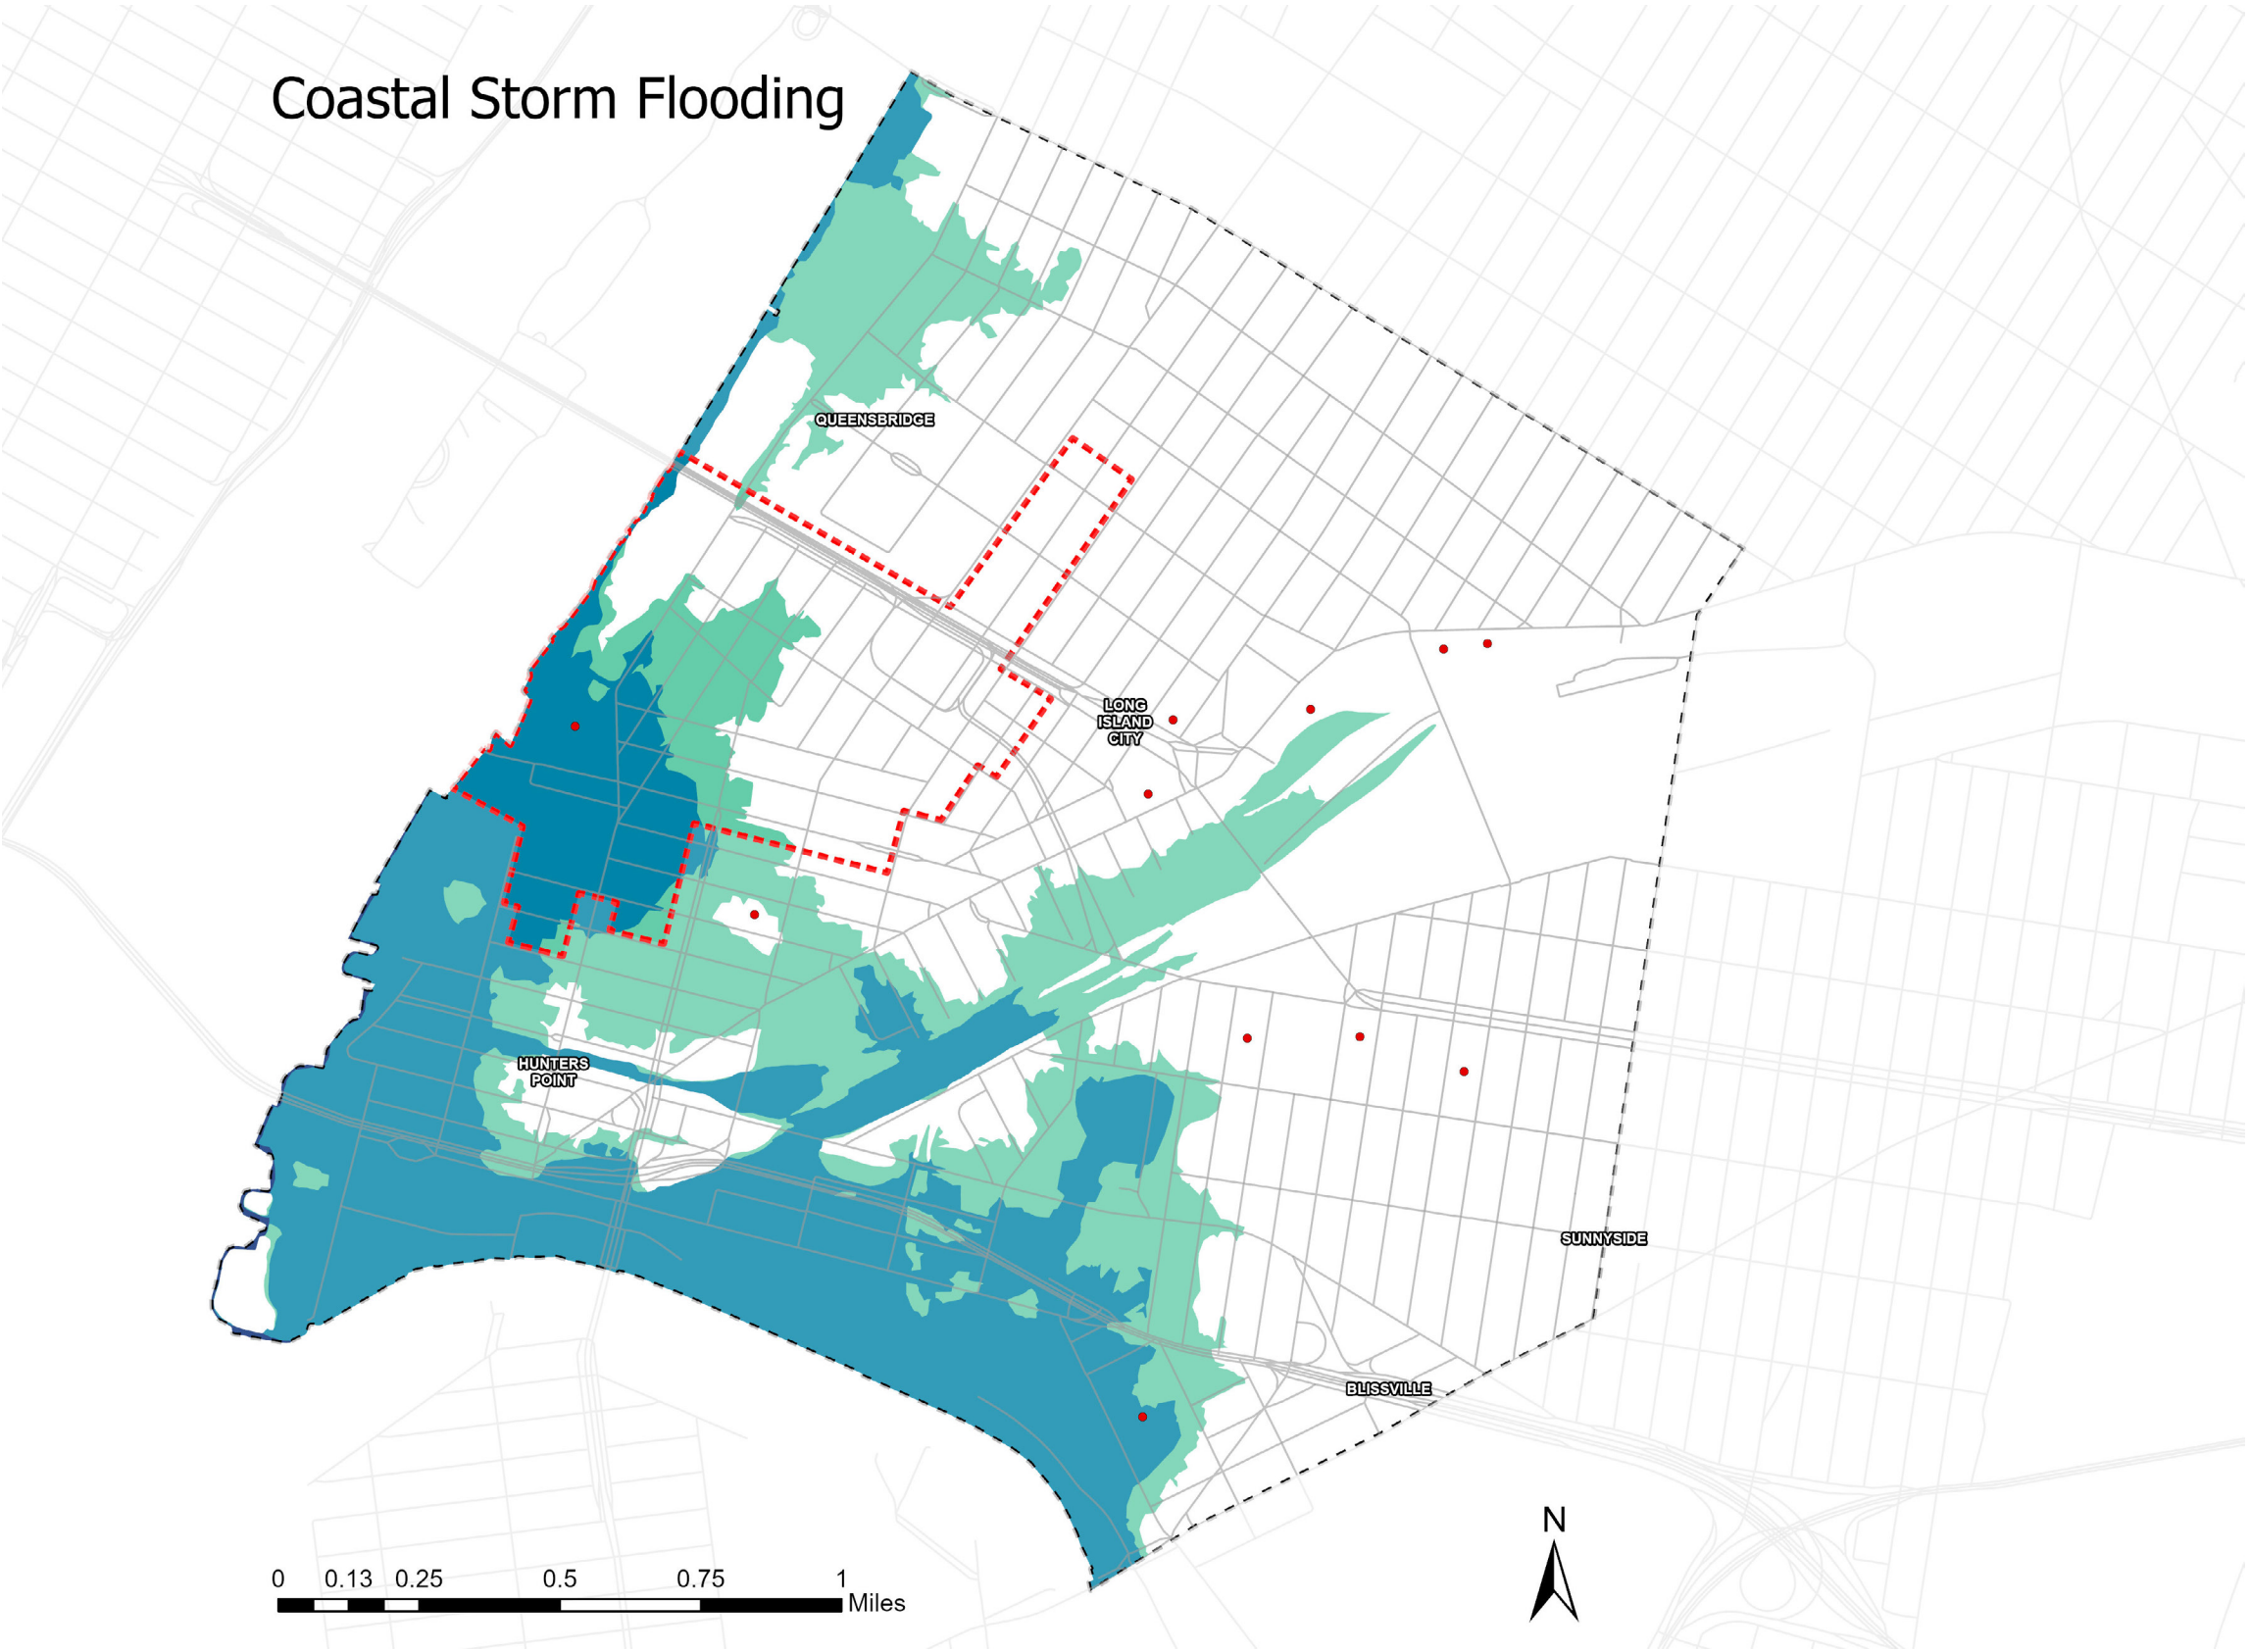 Coastal Storm Flooding
QUEENSBRIDGE
LONG
ISLAND
CITY
HUNTERS
POINT
SUNNYSIDE
BLISSVILLE
N
0 0.13 0.25 0.5 0.75 1
Miles